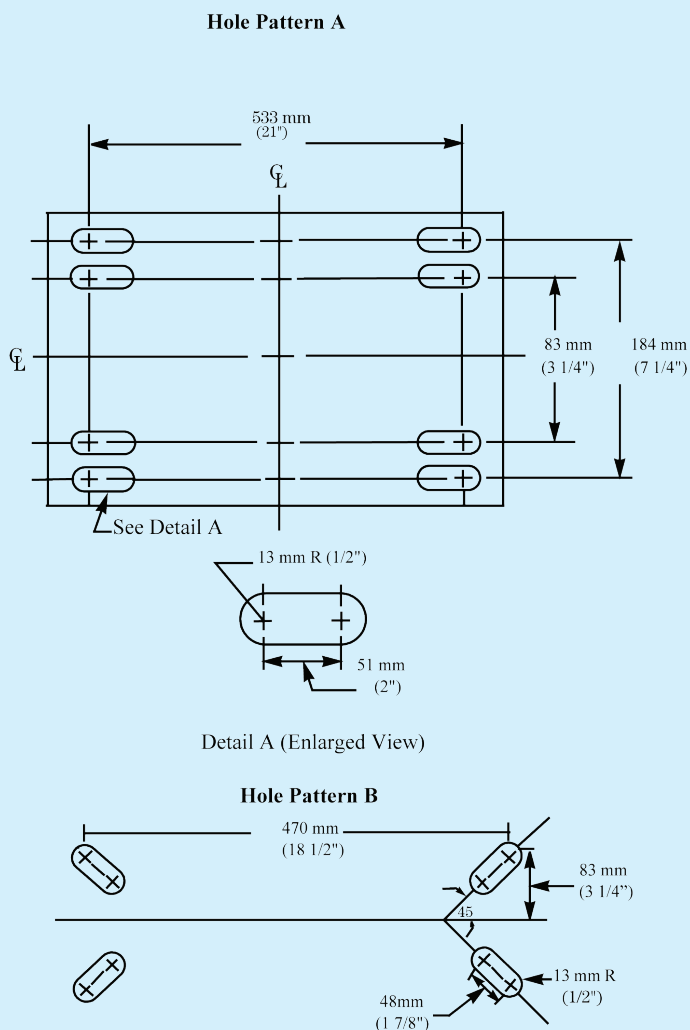 Hole Pattern A
533 mm
(21")
℄
℄
83 mm
(3 1/4")
184 mm
(7 1/4")
See Detail A
13 mm R (1/2")
51 mm
(2")
Detail A (Enlarged View)
Hole Pattern B
470 mm
(18 1/2")
83 mm
(3 1/4”)
45
13 mm R
(1/2")
48mm
(1 7/8")